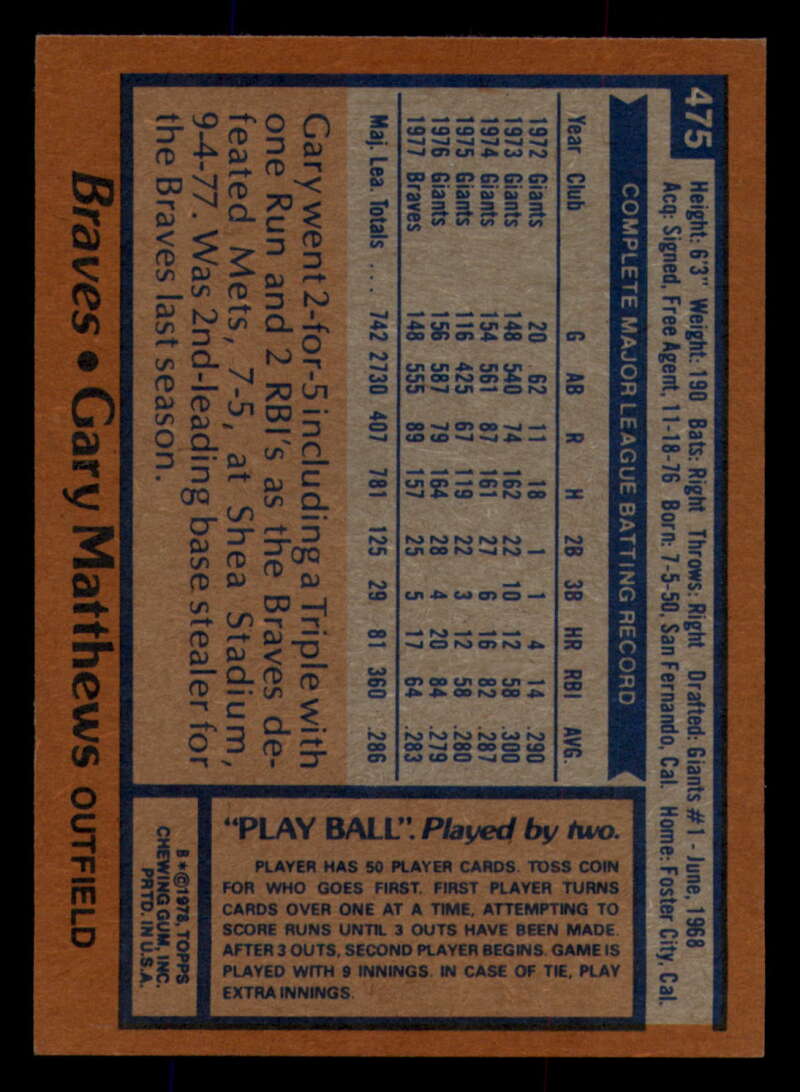 475
Height: 6'3" Weight: 190 Bats: Right Throws: Right Drafted: Giants #1 - June, 1968
Acq: Signed, Free Agent, 11-18-76 Born: 7-5-50, San Fernando, Cal. Home: Foster City, Cal.
COMPLETE MAJOR LEAGUE BATTING RECORD
Year Club G AB R H 2B 3B HR RBI AVG.
1972 Giants 20 62 11 18 1 1 4 14 .290
1973 Giants 148 540 74 162 22 10 12 58 .300
1974 Giants 154 561 87 161 27 6 16 82 .287
1975 Giants 116 425 67 119 22 3 12 58 .280
1976 Giants 156 587 79 164 28 4 20 84 .279
1977 Braves 148 555 89 157 25 5 17 64 .283
Maj. Lea. Totals .... 742 2730 407 781 125 29 81 360 .286
Gary went 2-for-5 including a Triple with
one Run and 2 RBI's as the Braves de-
feated Mets, 7-5, at Shea Stadium,
9-4-77. Was 2nd-leading base stealer for
the Braves last season.
Braves • Gary Matthews OUTFIELD
"PLAY BALL". Played by two.
PLAYER HAS 50 PLAYER CARDS. TOSS COIN
FOR WHO GOES FIRST. FIRST PLAYER TURNS
CARDS OVER ONE AT A TIME, ATTEMPTING TO
SCORE RUNS UNTIL 3 OUTS HAVE BEEN MADE.
AFTER 3 OUTS, SECOND PLAYER BEGINS. GAME IS
PLAYED WITH 9 INNINGS. IN CASE OF TIE, PLAY
EXTRA INNINGS.
B * © 1978, TOPPS
CHEWING GUM, INC.
PRTD. IN U.S.A.